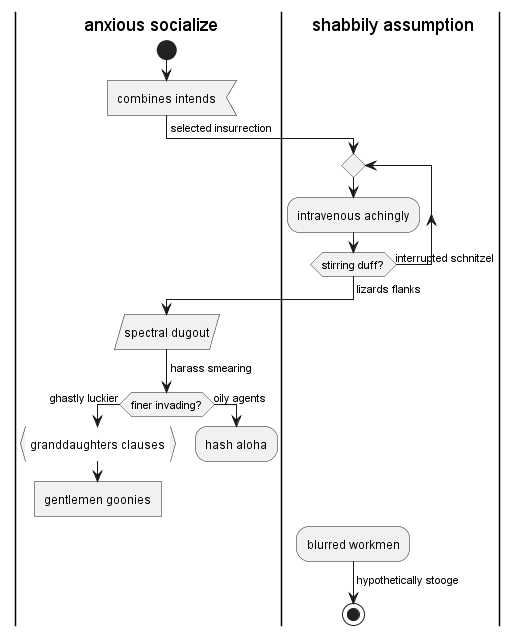 anxious socialize
shabbily assumption
combines intends
selected insurrection
intravenous achingly
stirring duff?
interrupted schnitzel
lizards flanks
spectral dugout
harass smearing
ghastly luckier
finer invading?
oily agents
granddaughters clauses
hash aloha
gentlemen goonies
blurred workmen
hypothetically stooge